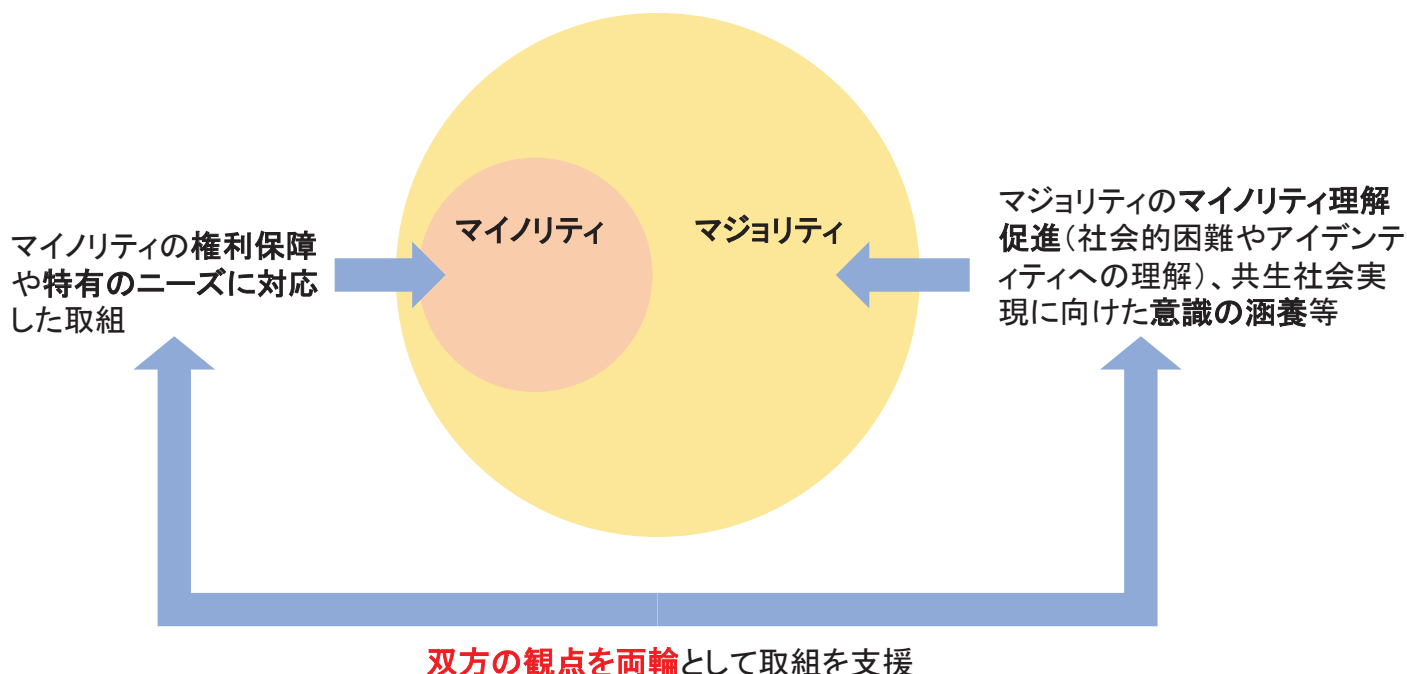 マイノリティ
マジョリティ
マイノリティの権利保障
や特有のニーズに対応
した取組
マジョリティのマイノリティ理解
促進(社会的困難やアイデンテ
ィティへの理解)、共生社会実
現に向けた意識の涵養等
双方の観点を両輪として取組を支援